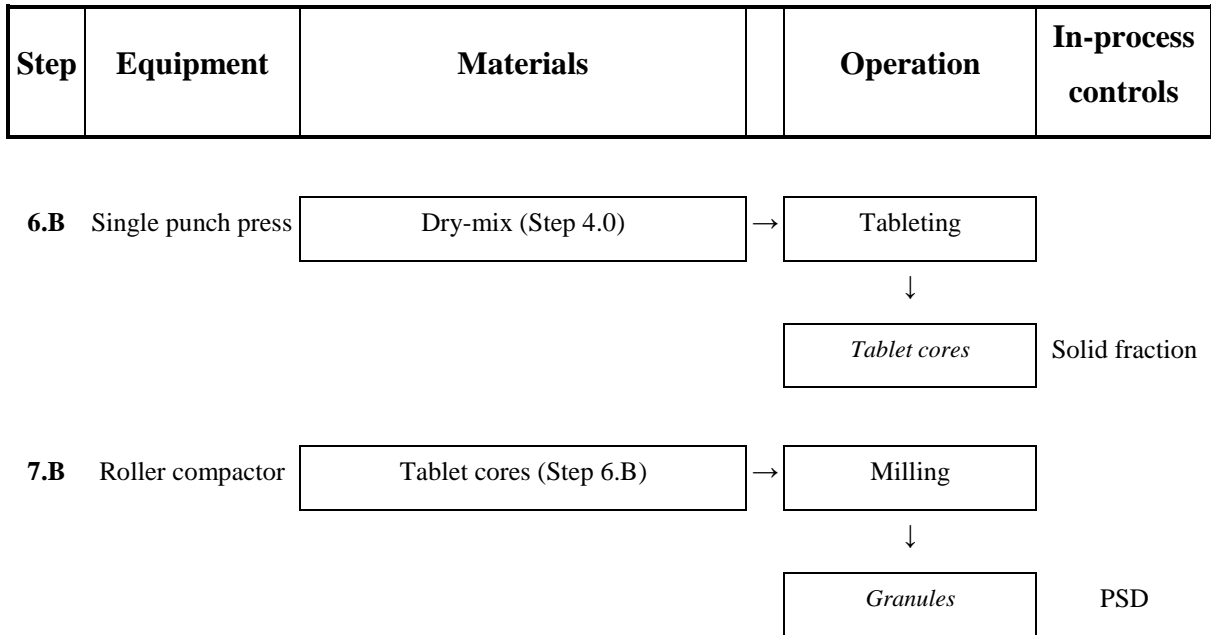 Step Equipment Materials Operation In-process controls
6.B Single punch press Dry-mix (Step 4.0) → Tableting
↓
Tablet cores Solid fraction
7.B Roller compactor Tablet cores (Step 6.B) → Milling
↓
Granules PSD